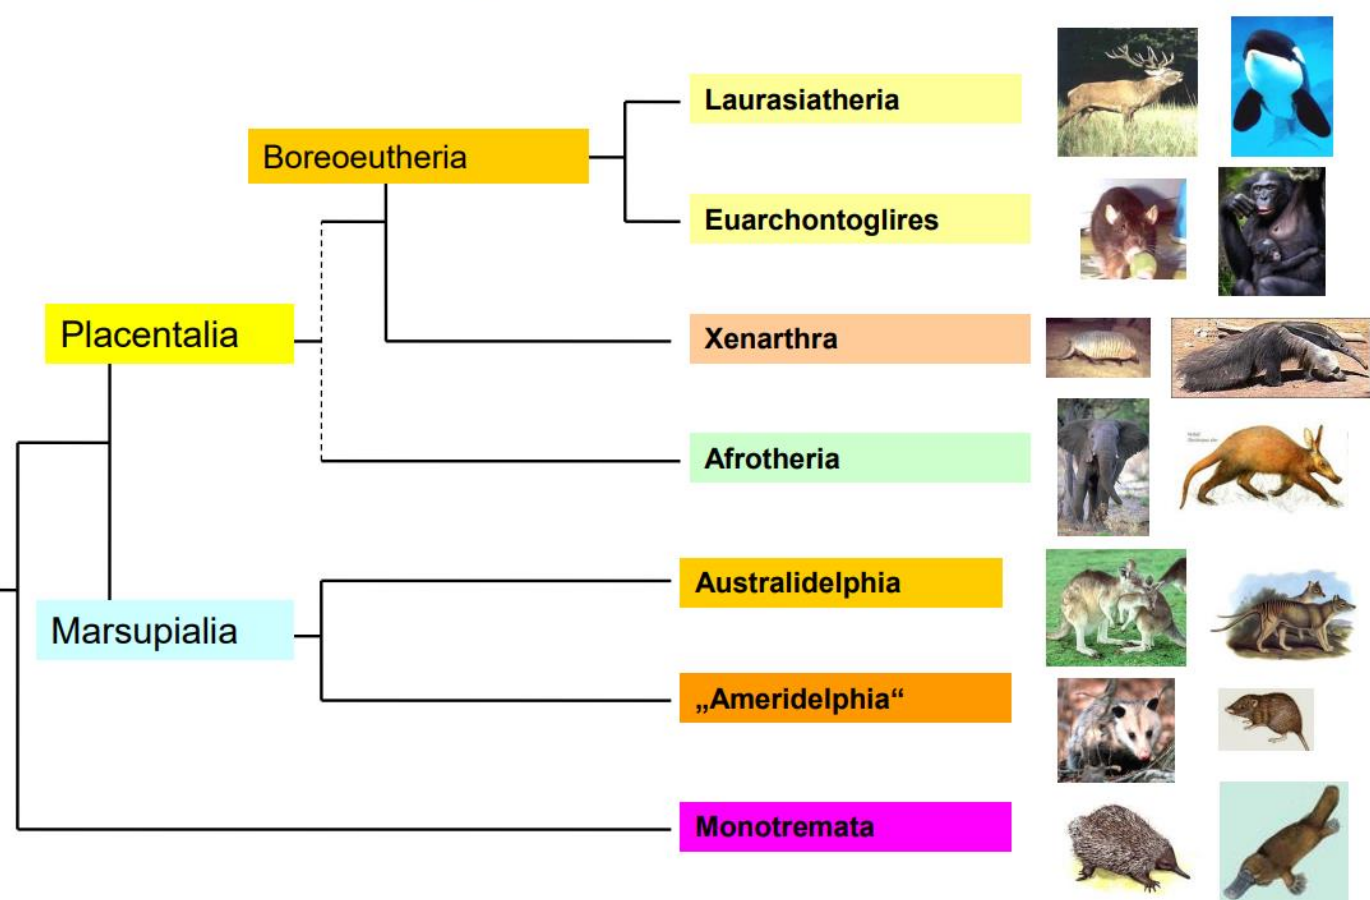 Laurasiatheria
Boreoeutheria
Euarchontoglires
Placentalia
Xenarthra
Afrotheria
Australidelphia
Marsupialia
„Ameridelphia“
Monotremata